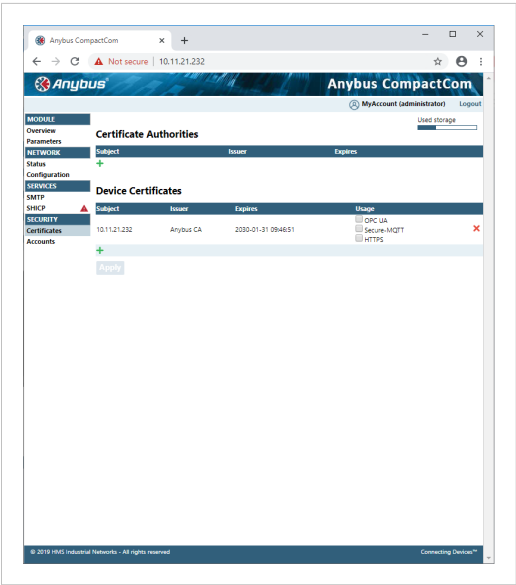 Anybus CompactCom
Not secure | 10.11.21.232
Anybus
Anybus CompactCom
MyAccount (administrator) Logout
Used storage
MODULE
Overview
Parameters
NETWORK
Status
Configuration
SERVICES
SMTP
SHICP
SECURITY
Certificates
Accounts
Certificate Authorities
Subject Issuer Expires
Device Certificates
Subject Issuer Expires Usage
OPC UA
10.11.21.232 Anybus CA 2030-01-31 09:46:51 Secure-MQTT
HTTPS
Apply
© 2019 HMS Industrial Networks - All rights reserved Connecting Devices™